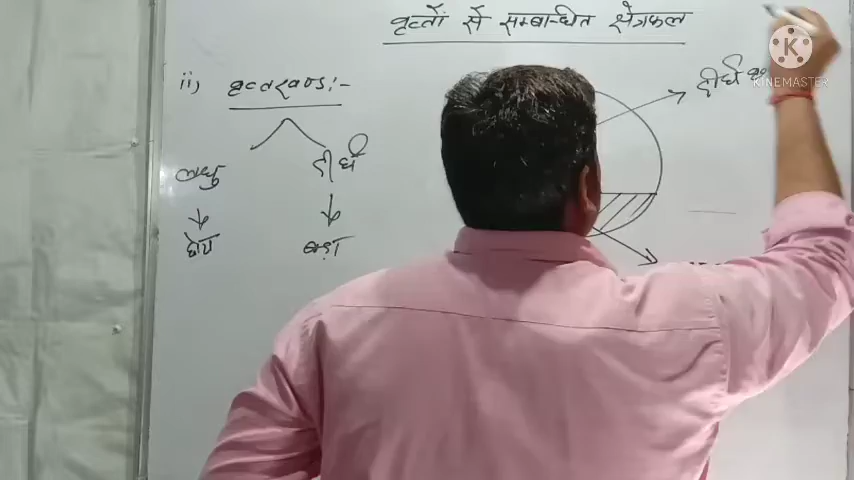 वृत्तों से सम्बन्धित क्षेत्रफल
ii) वृत्तखण्ड :-
लघु दीर्घ
छोटा बड़ा
दीर्घ वृ
KINEMASTER